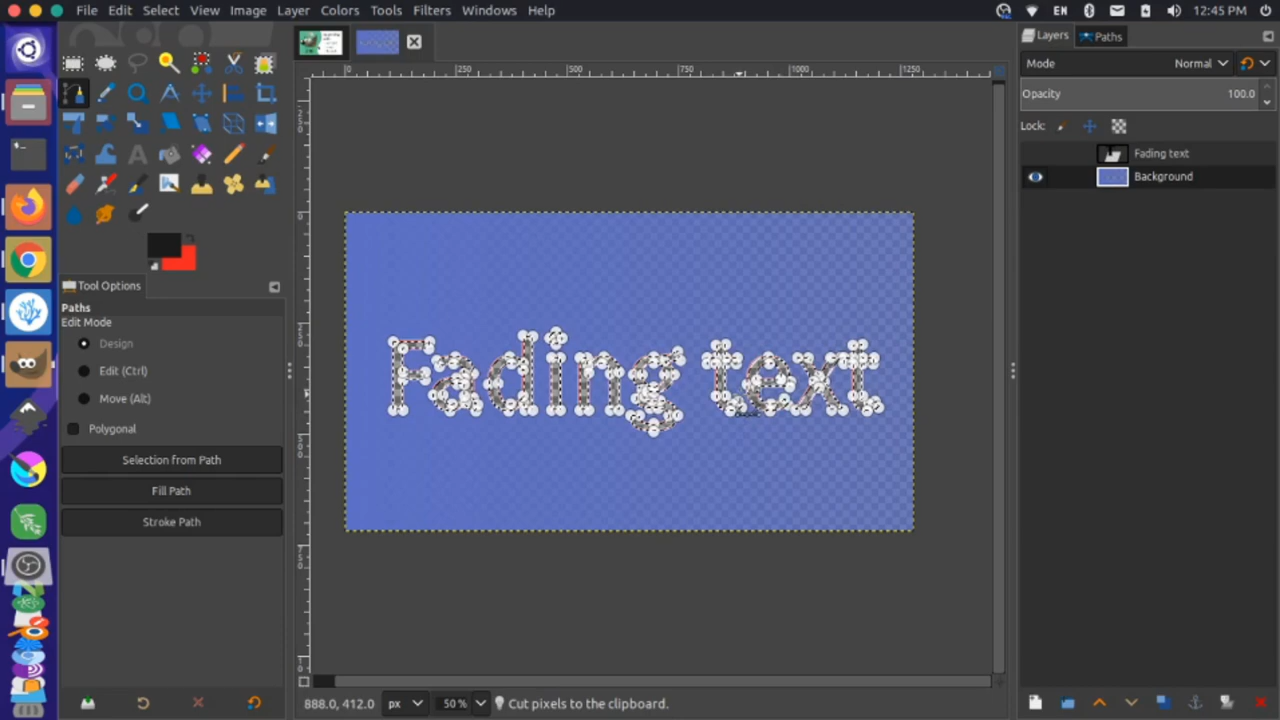 File Edit Select View Image Layer Colors Tools Filters Windows Help
EN
12:45 PM
Layers
Paths
Mode
Normal
Opacity
100.0
Lock:
Fading text
Background
Tool Options
Paths
Edit Mode
Design
Edit (Ctrl)
Move (Alt)
Polygonal
Selection from Path
Fill Path
Stroke Path
0 250 500 750 1000 1250
Fading text
888.0, 412.0 px 50 % Cut pixels to the clipboard.